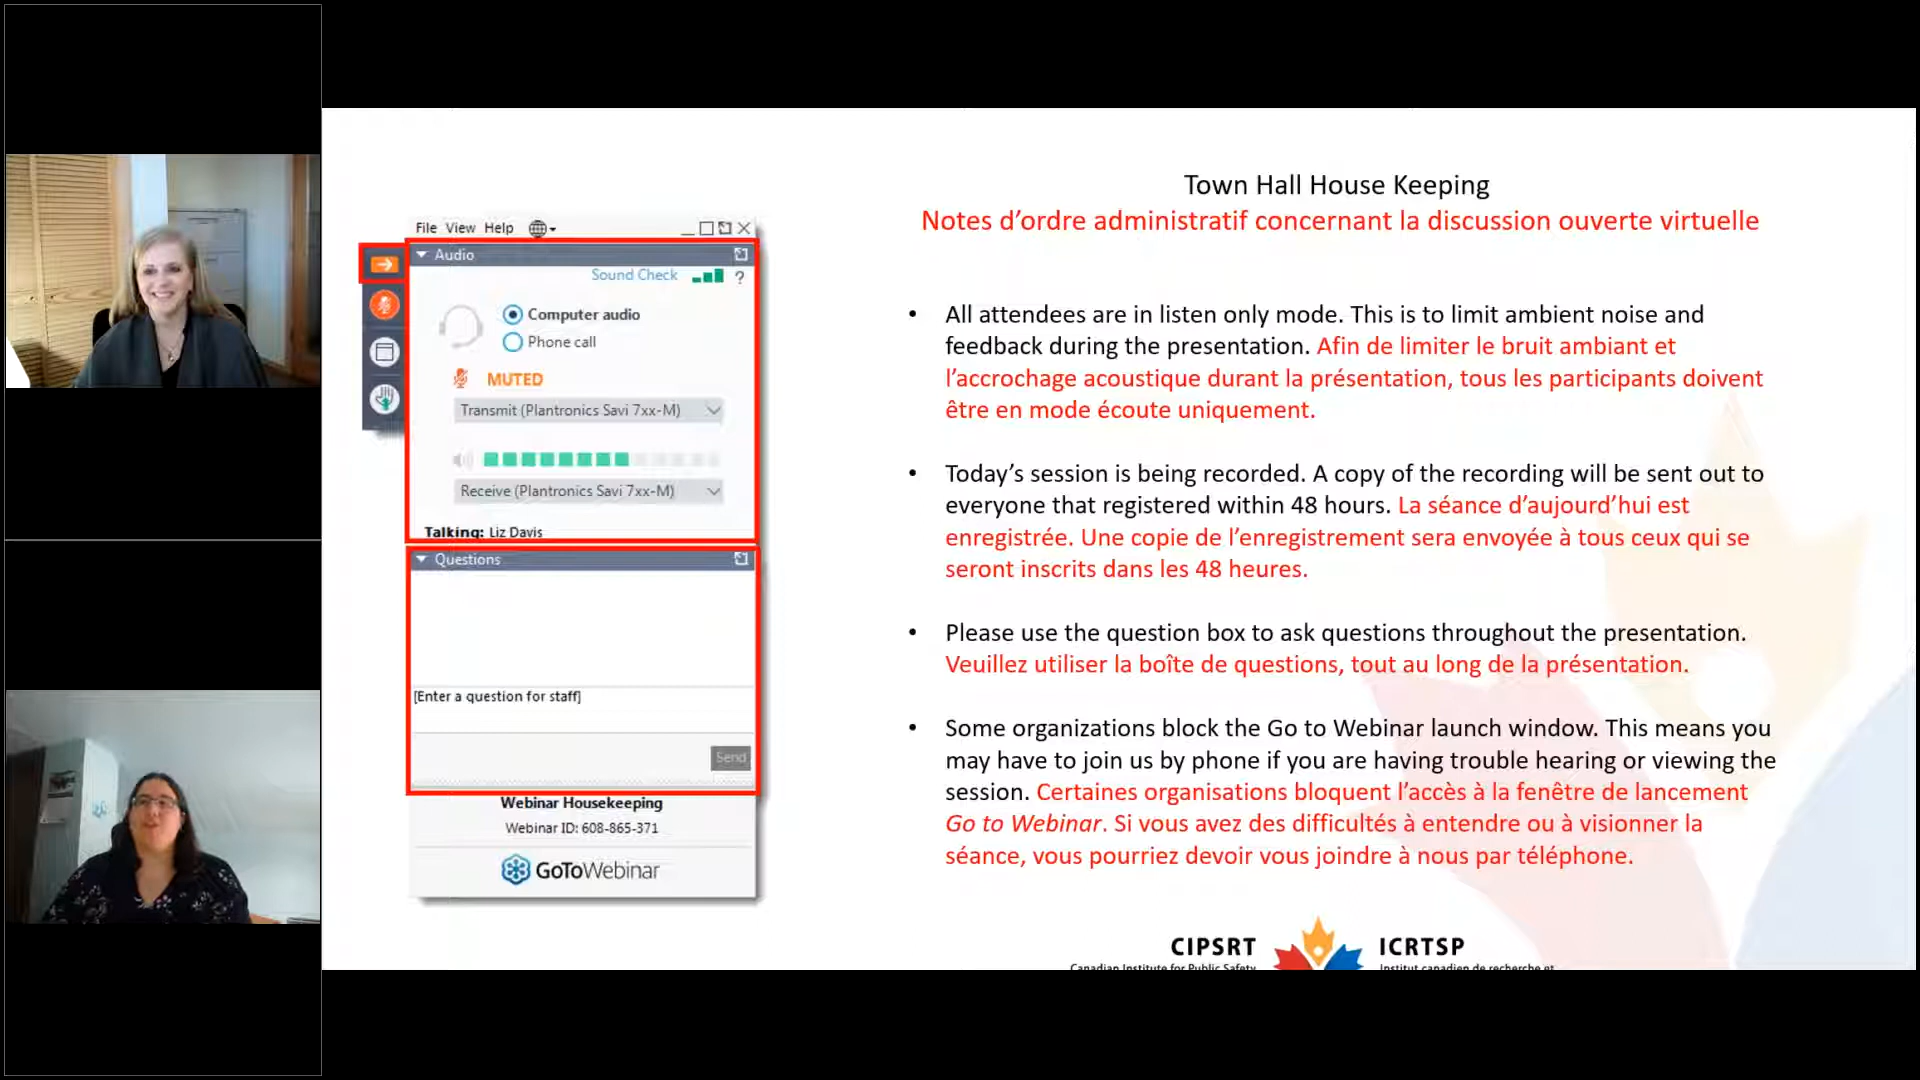 File View Help
Audio
Sound Check
?
Computer audio
Phone call
MUTED
Transmit (Plantronics Savi 7xx-M)
Receive (Plantronics Savi 7xx-M)
Talking: Liz Davis
Questions
[Enter a question for staff]
Send
Webinar Housekeeping
Webinar ID: 608-865-371
GoToWebinar
Town Hall House Keeping
Notes d’ordre administratif concernant la discussion ouverte virtuelle
• All attendees are in listen only mode. This is to limit ambient noise and
feedback during the presentation. Afin de limiter le bruit ambiant et
l’accrochage acoustique durant la présentation, tous les participants doivent
être en mode écoute uniquement.
• Today’s session is being recorded. A copy of the recording will be sent out to
everyone that registered within 48 hours. La séance d’aujourd’hui est
enregistrée. Une copie de l’enregistrement sera envoyée à tous ceux qui se
seront inscrits dans les 48 heures.
• Please use the question box to ask questions throughout the presentation.
Veuillez utiliser la boîte de questions, tout au long de la présentation.
• Some organizations block the Go to Webinar launch window. This means you
may have to join us by phone if you are having trouble hearing or viewing the
session. Certaines organisations bloquent l’accès à la fenêtre de lancement
Go to Webinar. Si vous avez des difficultés à entendre ou à visionner la
séance, vous pourriez devoir vous joindre à nous par téléphone.
CIPSRT
Canadian Institute for Public Safety
ICRTSP
Institut canadien de recherche et